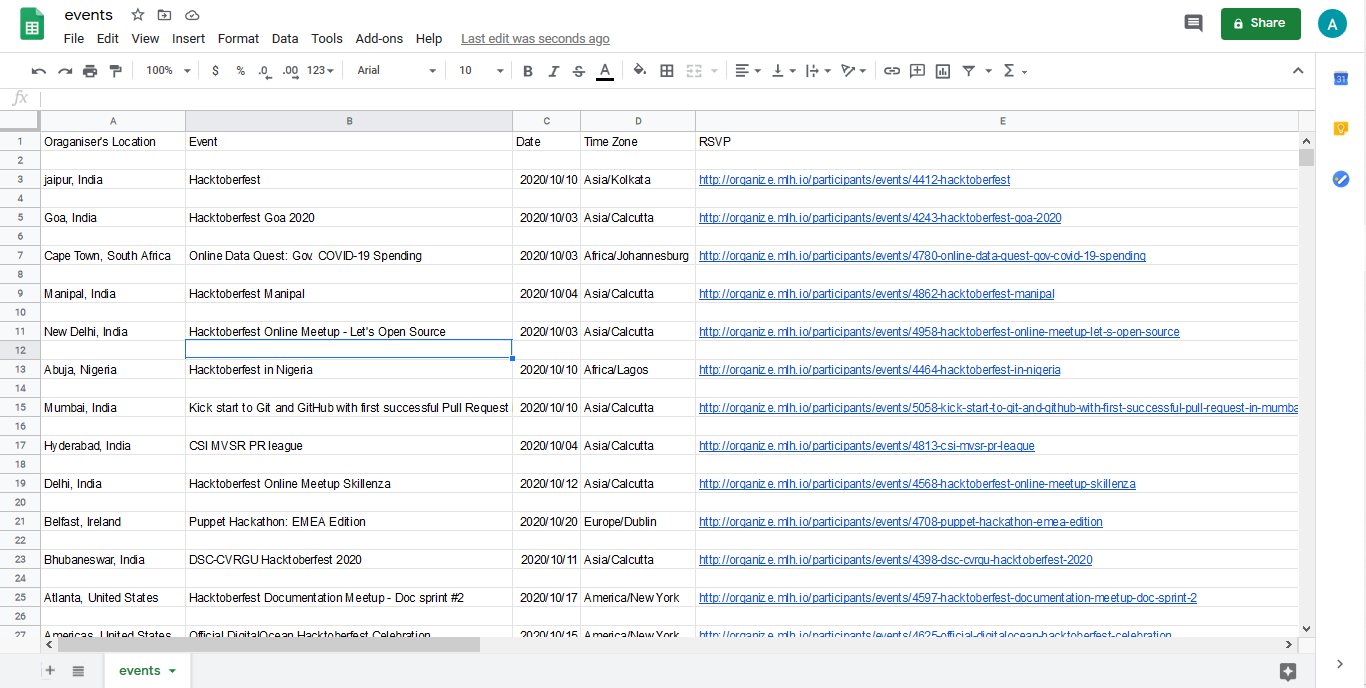 events
File Edit View Insert Format Data Tools Add-ons Help Last edit was seconds ago
Share
A
100% $ % .0 .00 123 Arial 10 B I S A
31
fx
A B C D E
1 Oraganiser's Location Event Date Time Zone RSVP
2
3 jaipur, India Hacktoberfest 2020/10/10 Asia/Kolkata http://organize.mlh.io/participants/events/4412-hacktoberfest
4
5 Goa, India Hacktoberfest Goa 2020 2020/10/03 Asia/Calcutta http://organize.mlh.io/participants/events/4243-hacktoberfest-goa-2020
6
7 Cape Town, South Africa Online Data Quest: Gov. COVID-19 Spending 2020/10/03 Africa/Johannesburg http://organize.mlh.io/participants/events/4780-online-data-quest-gov-covid-19-spending
8
9 Manipal, India Hacktoberfest Manipal 2020/10/04 Asia/Calcutta http://organize.mlh.io/participants/events/4862-hacktoberfest-manipal
10
11 New Delhi, India Hacktoberfest Online Meetup - Let's Open Source 2020/10/03 Asia/Calcutta http://organize.mlh.io/participants/events/4958-hacktoberfest-online-meetup-let-s-open-source
12
13 Abuja, Nigeria Hacktoberfest in Nigeria 2020/10/10 Africa/Lagos http://organize.mlh.io/participants/events/4464-hacktoberfest-in-nigeria
14
15 Mumbai, India Kick start to Git and GitHub with first successful Pull Request 2020/10/10 Asia/Calcutta http://organize.mlh.io/participants/events/5058-kick-start-to-git-and-github-with-first-successful-pull-request-in-mumba
16
17 Hyderabad, India CSI MVSR PR league 2020/10/04 Asia/Calcutta http://organize.mlh.io/participants/events/4813-csi-mvsr-pr-league
18
19 Delhi, India Hacktoberfest Online Meetup Skillenza 2020/10/12 Asia/Calcutta http://organize.mlh.io/participants/events/4568-hacktoberfest-online-meetup-skillenza
20
21 Belfast, Ireland Puppet Hackathon: EMEA Edition 2020/10/20 Europe/Dublin http://organize.mlh.io/participants/events/4708-puppet-hackathon-emea-edition
22
23 Bhubaneswar, India DSC-CVRGU Hacktoberfest 2020 2020/10/11 Asia/Calcutta http://organize.mlh.io/participants/events/4398-dsc-cvrgu-hacktoberfest-2020
24
25 Atlanta, United States Hacktoberfest Documentation Meetup - Doc sprint #2 2020/10/17 America/New York http://organize.mlh.io/participants/events/4597-hacktoberfest-documentation-meetup-doc-sprint-2
26
27 Americas, United States Official DigitalOcean Hacktoberfest Celebration 2020/10/15 America/New York http://organize.mlh.io/participants/events/4625-official-digitalocean-hacktoberfest-celebration
events